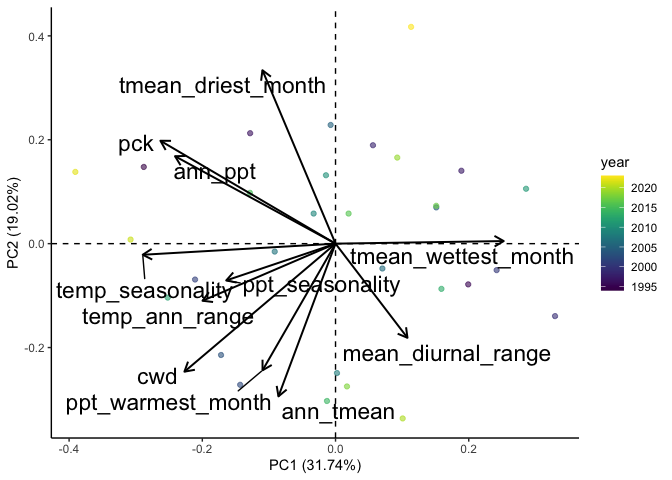 0.4
0.2
0.0
-0.2
PC2 (19.02%)
tmean_driest_month
pck
ann_ppt
tmean_wettest_month
temp_seasonality
ppt_seasonality
temp_ann_range
mean_diurnal_range
cwd
ppt_warmest_month
ann_tmean
-0.4
-0.2
0.0
0.2
PC1 (31.74%)
year
2020
2015
2010
2005
2000
1995